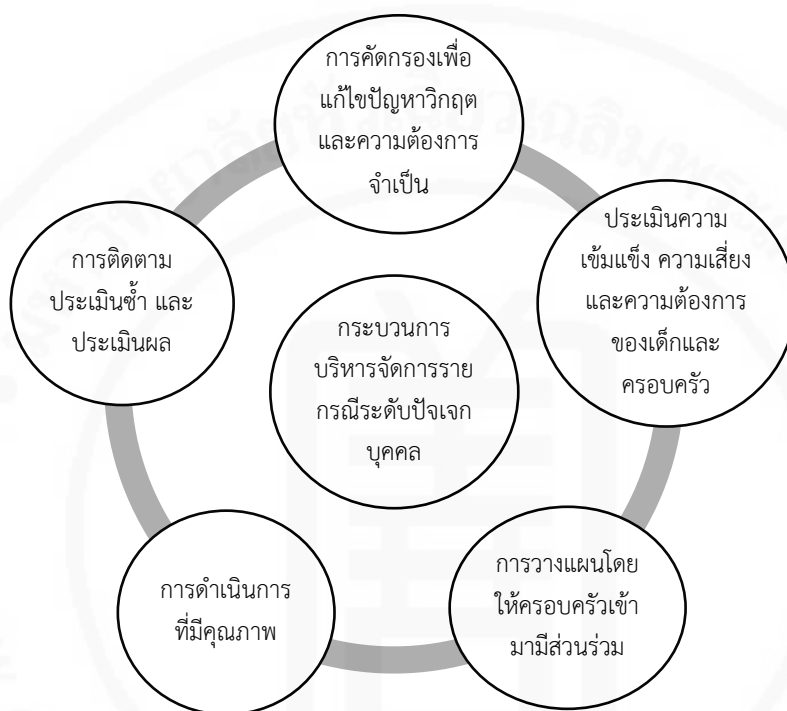 การคัดกรองเพื่อ
แก้ไขปัญหาวิกฤต
และความต้องการ
จำเป็น
ประเมินความ
เข้มแข็ง ความเสี่ยง
และความต้องการ
ของเด็กและ
ครอบครัว
การวางแผนโดย
ให้ครอบครัวเข้า
มามีส่วนร่วม
การดำเนินการ
ที่มีคุณภาพ
การติดตาม
ประเมินซ้ำ และ
ประเมินผล
กระบวนการ
บริหารจัดการราย
กรณีระดับปัจเจก
บุคคล